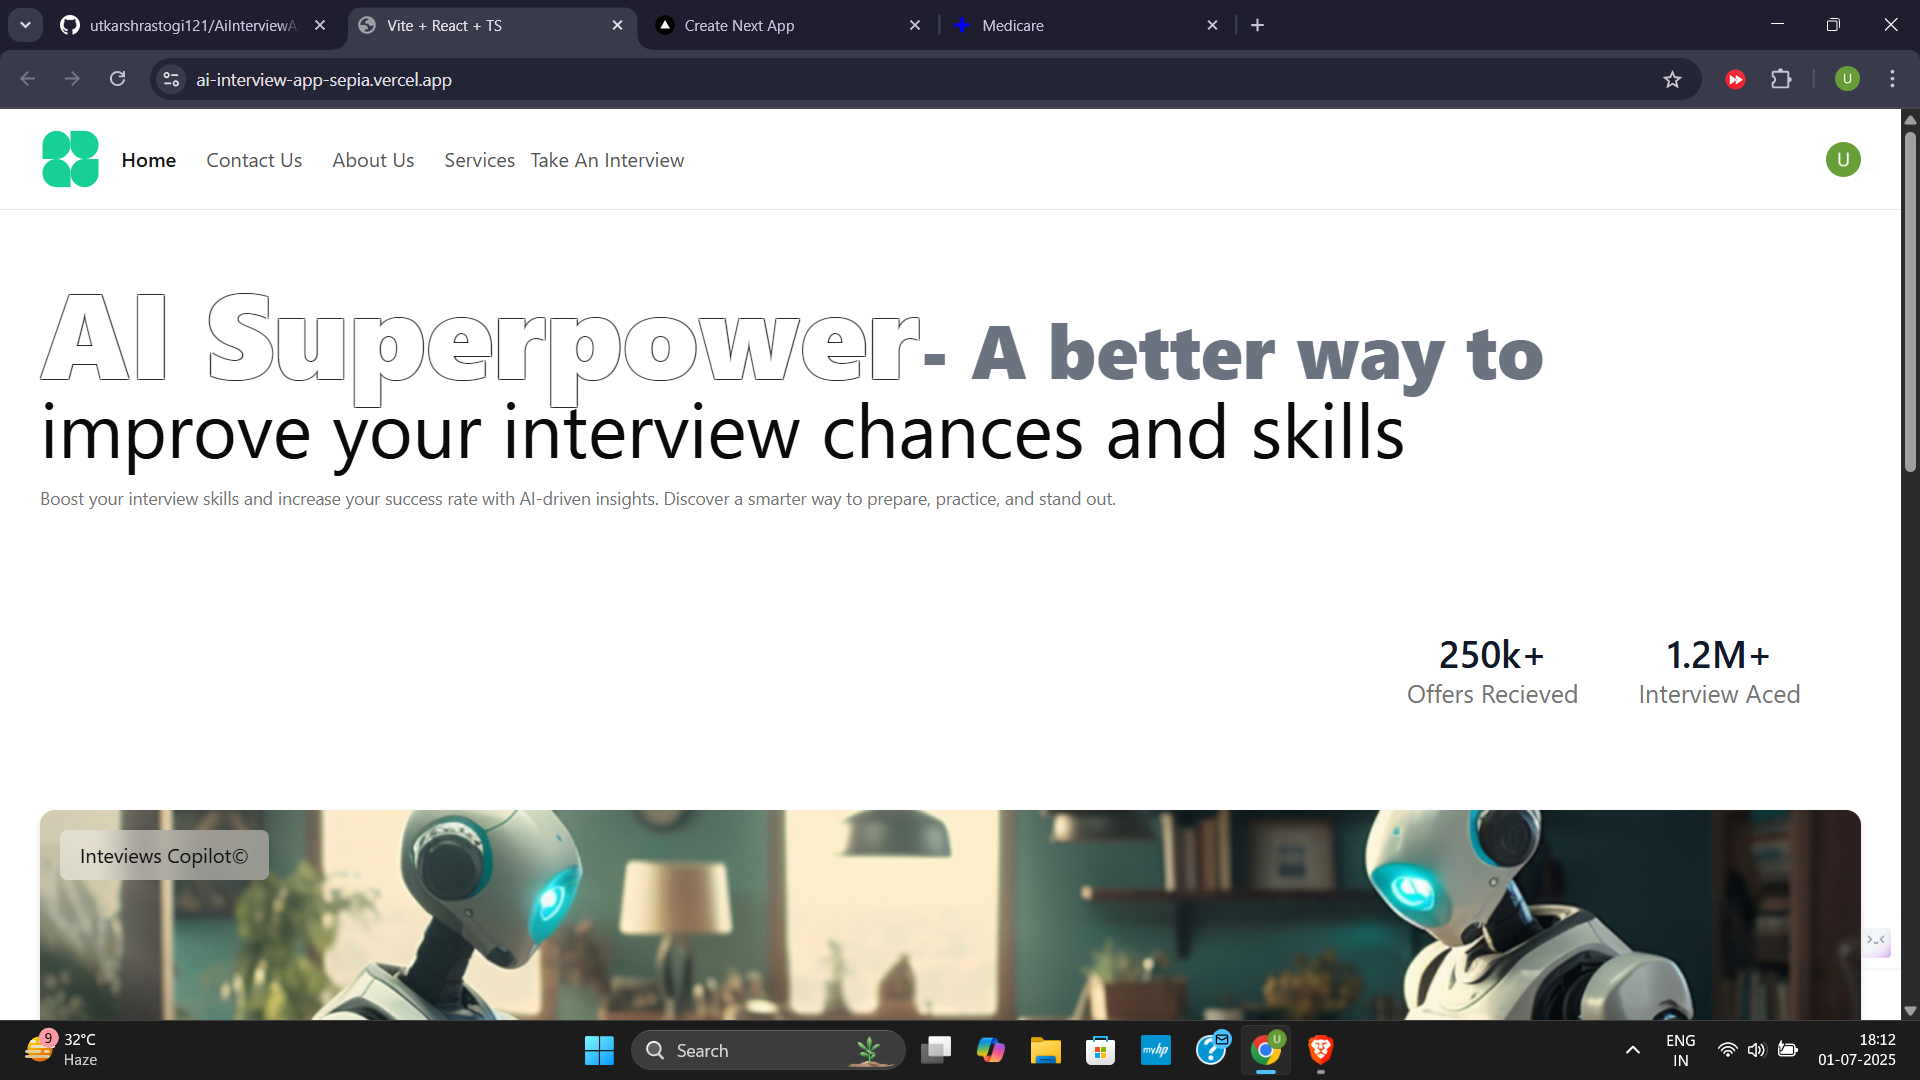 utkarshrastogi121/AiInterviewA
Vite + React + TS
Create Next App
Medicare
ai-interview-app-sepia.vercel.app
U
Home Contact Us About Us Services Take An Interview
U
AI Superpower- A better way to
improve your interview chances and skills
Boost your interview skills and increase your success rate with AI-driven insights. Discover a smarter way to prepare, practice, and stand out.
250k+
Offers Recieved
1.2M+
Interview Aced
Inteviews Copilot©
9
32°C
Haze
Search
myhp
U
ENG
IN
18:12
01-07-2025